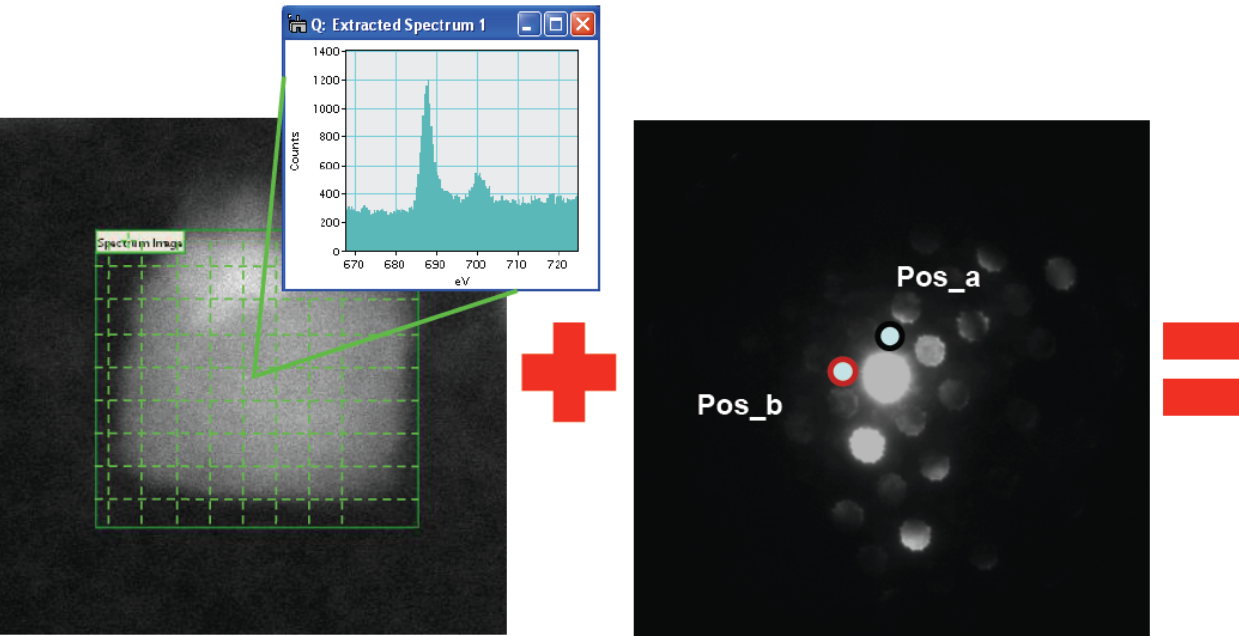 Q: Extracted Spectrum 1
1400
1200
1000
800
600
400
200
0
Counts
670 680 690 700 710 720
eV
Spectrum Image
Pos_a
Pos_b